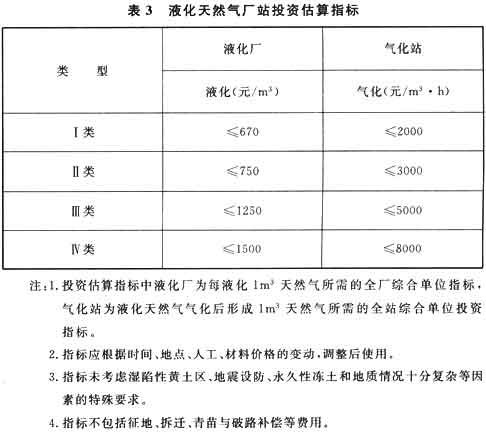 表 3 液化天然气厂站投资估算指标
类 型
液化厂
气化站
液化(元/m³)
气化(元/m³·h)
Ⅰ类 ≤670 ≤2000
Ⅱ类 ≤750 ≤3000
Ⅲ类 ≤1250 ≤5000
Ⅳ类 ≤1500 ≤8000
注:1. 投资估算指标中液化厂为每液化 1m³ 天然气所需的全厂综合单位指标,
气化站为液化天然气气化后形成 1m³ 天然气所需的全站综合单位投资
指标。
2. 指标应根据时间、地点、人工、材料价格的变动,调整后使用。
3. 指标未考虑湿陷性黄土区、地震设防、永久性冻土和地质情况十分复杂等因
素的特殊要求。
4. 指标不包括征地、拆迁、青苗与破路补偿等费用。